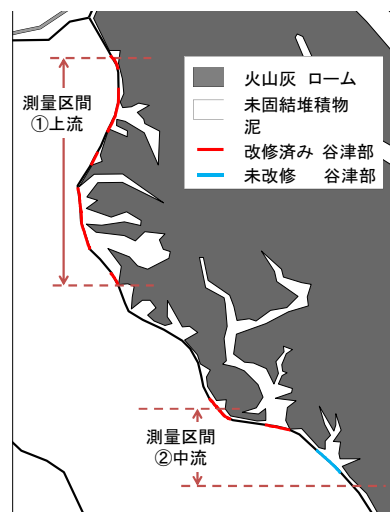 測量区間
①上流
火山灰 ローム
未固結堆積物
泥
改修済み 谷津部
未改修 谷津部
測量区間
②中流